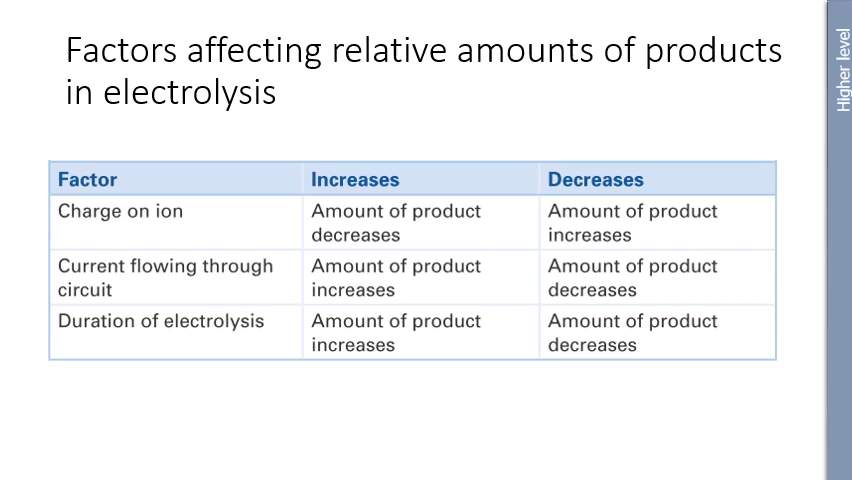 Factors affecting relative amounts of products
in electrolysis
Higher level
Factor Increases Decreases
Charge on ion Amount of product Amount of product
decreases increases
Current flowing through Amount of product Amount of product
circuit increases decreases
Duration of electrolysis Amount of product Amount of product
increases decreases